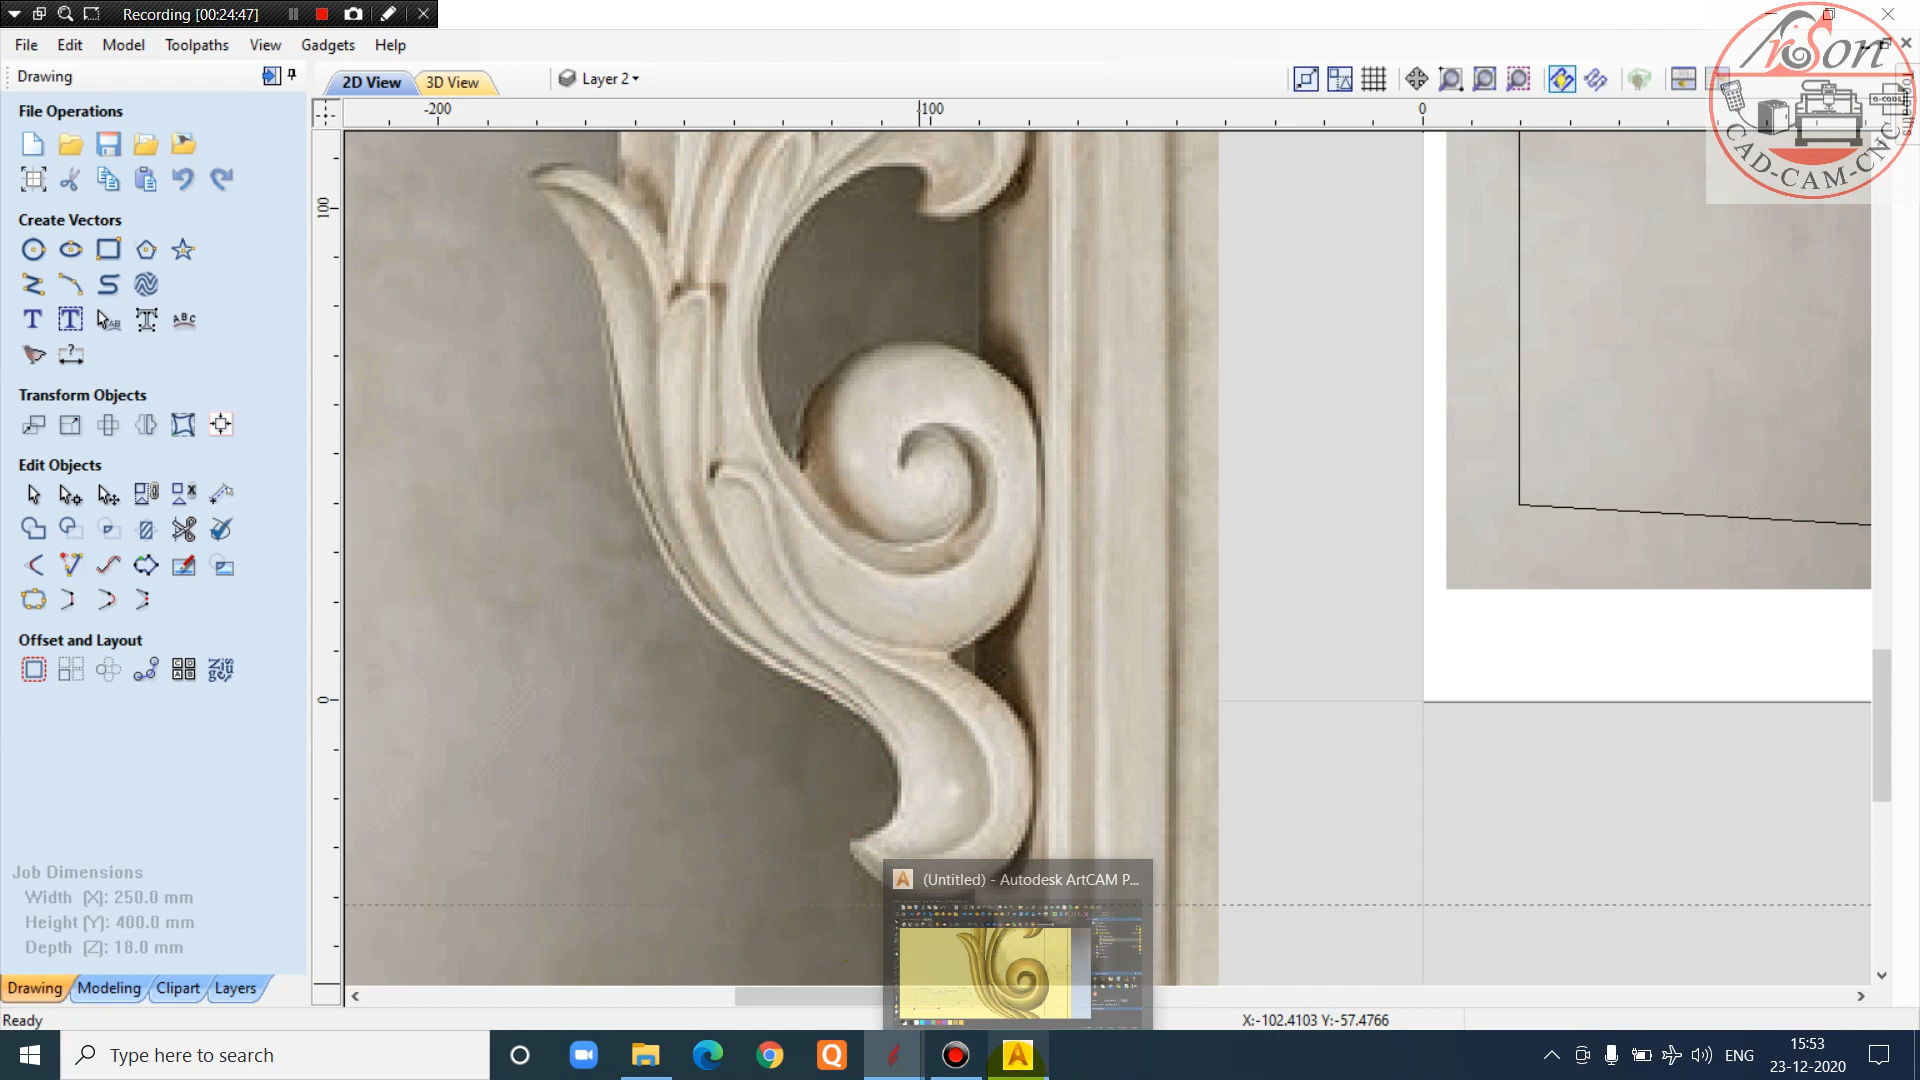 Recording [00:24:47]
File Edit Model Toolpaths View Gadgets Help
Drawing
2D View 3D View Layer 2
-200 -100 0
File Operations
100
Create Vectors
Transform Objects
Edit Objects
Offset and Layout
0
Job Dimensions
Width (X): 250.0 mm
Height (Y): 400.0 mm
Depth (Z): 18.0 mm
Drawing Modeling Clipart Layers
Ready
X:-102.4103 Y:-57.4766
(Untitled) - Autodesk ArtCAM P...
ArtSon
CAD-CAM-CNC
Type here to search
ENG
15:53
23-12-2020